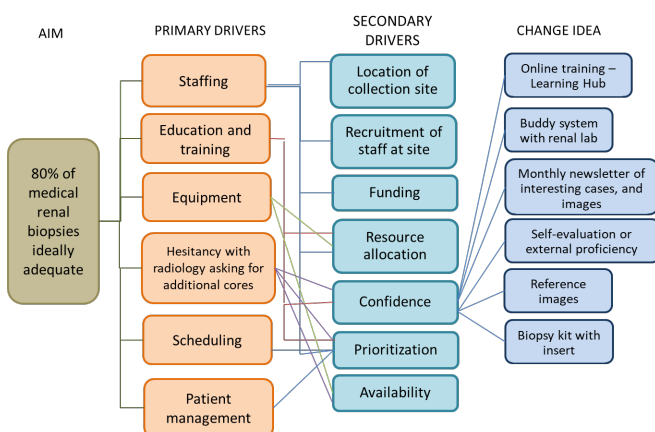 AIM
PRIMARY DRIVERS
SECONDARY
DRIVERS
CHANGE IDEA
80% of
medical
renal
biopsies
ideally
adequate
Staffing
Education and
training
Equipment
Hesitancy with
radiology asking for
additional cores
Scheduling
Patient
management
Location of
collection site
Recruitment of
staff at site
Funding
Resource
allocation
Confidence
Prioritization
Availability
Online training –
Learning Hub
Buddy system
with renal lab
Monthly newsletter of
interesting cases, and
images
Self-evaluation or
external proficiency
Reference
images
Biopsy kit with
insert